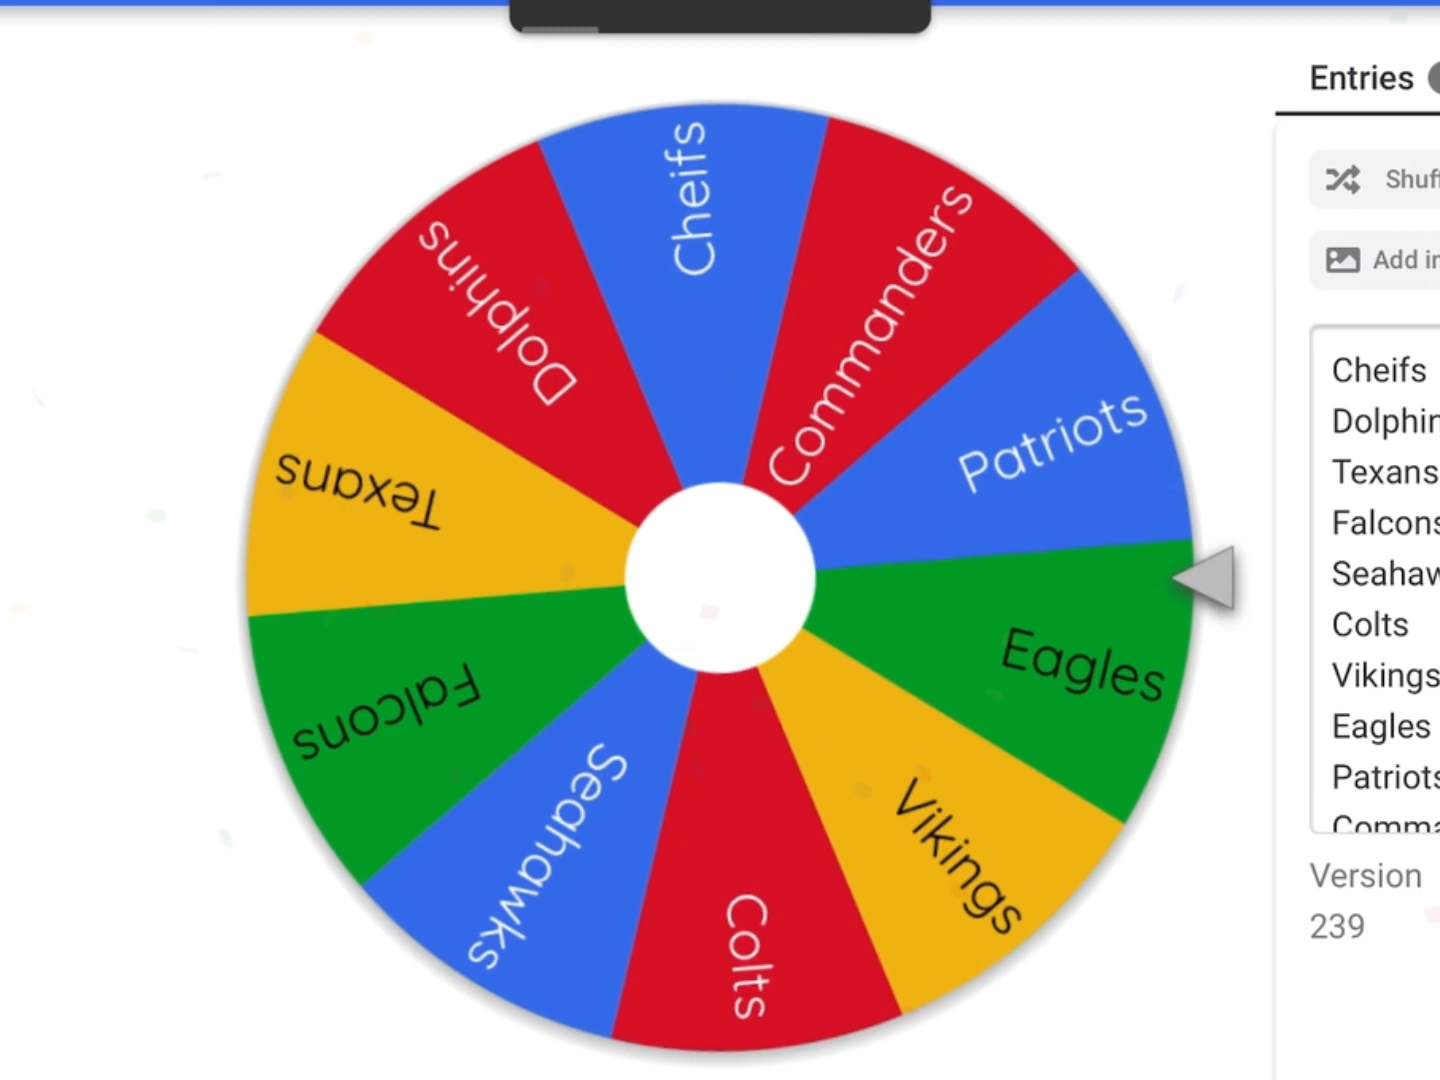 Cheifs
Commanders
Patriots
Eagles
Vikings
Colts
Seahawks
Falcons
Texans
Dolphins
Entries
Shuf
Add i
Cheifs
Dolphin
Texans
Falcons
Seahaw
Colts
Vikings
Eagles
Patriots
Comma
Version
239